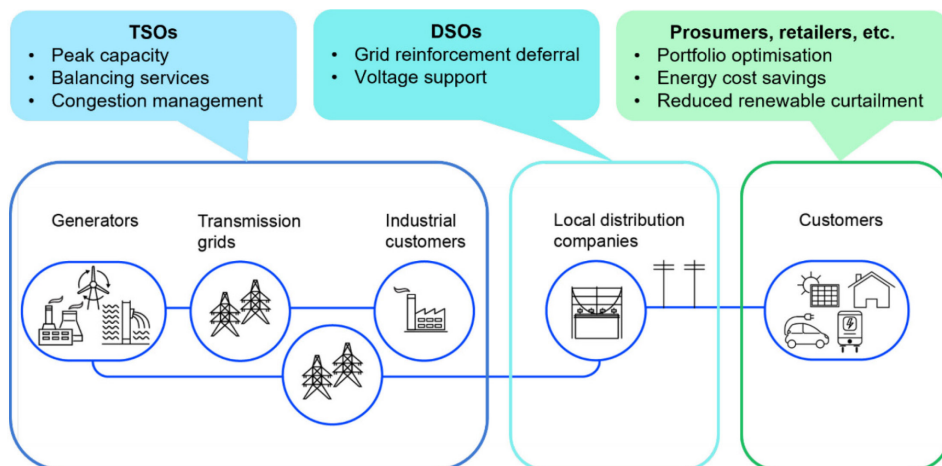 TSOs
• Peak capacity
• Balancing services
• Congestion management
DSOs
• Grid reinforcement deferral
• Voltage support
Prosumers, retailers, etc.
• Portfolio optimisation
• Energy cost savings
• Reduced renewable curtailment
Generators
Transmission
grids
Industrial
customers
Local distribution
companies
Customers